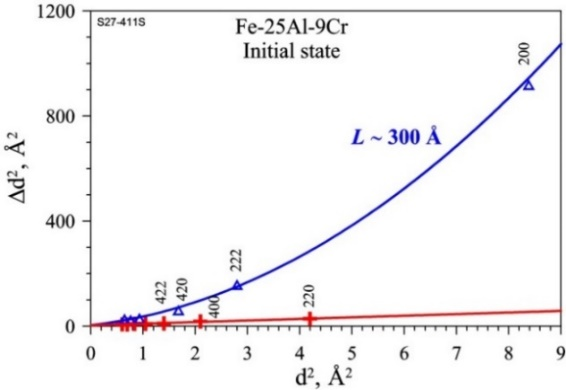 S27-411S
Fe-25Al-9Cr
Initial state
L ~ 300 Å
200
222
422
420
400
220
Δd², Å²
1200
800
400
0
0 1 2 3 4 5 6 7 8 9
d², Å²